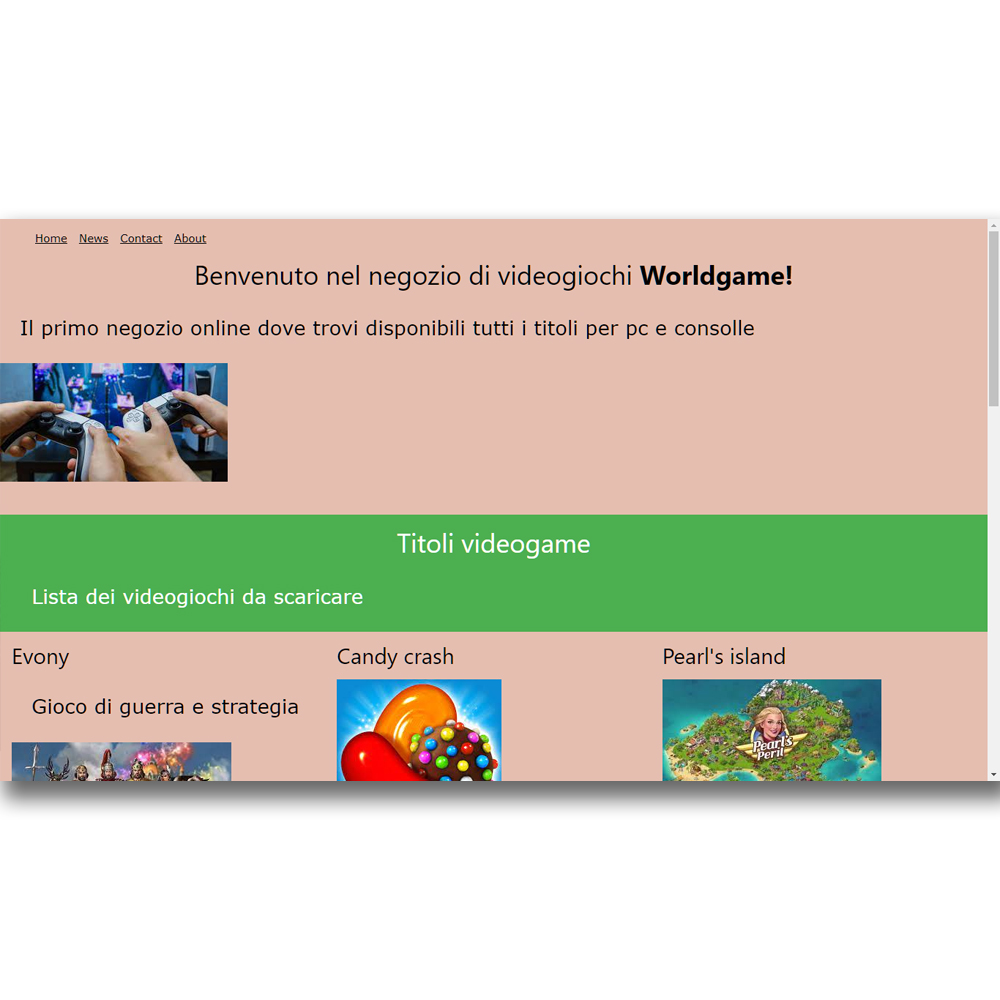 Home News Contact About
Benvenuto nel negozio di videogiochi Worldgame!
Il primo negozio online dove trovi disponibili tutti i titoli per pc e consolle
Titoli videogame
Lista dei videogiochi da scaricare
Evony
Candy crash
Pearl's island
Gioco di guerra e strategia
Pearl's
Peril